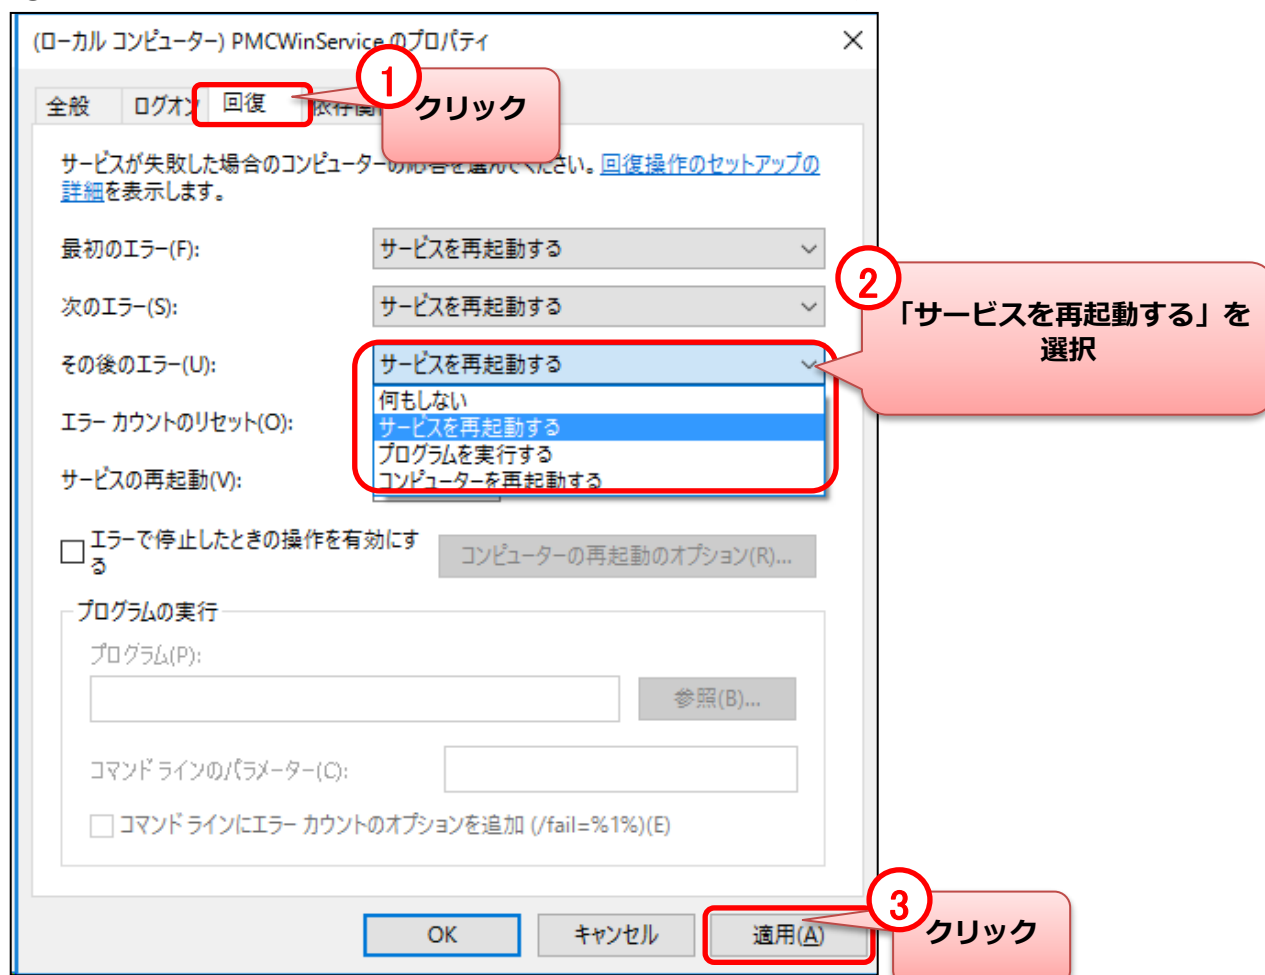 (ローカル コンピューター) PMCWinService のプロパティ
1
クリック
全般 ログオン 回復
サービスが失敗した場合のコンピューターの応答を選んでください。回復操作のセットアップの
詳細を表示します。
最初のエラー(F): サービスを再起動する
次のエラー(S): サービスを再起動する
2
「サービスを再起動する」を
選択
その後のエラー(U): サービスを再起動する
何もしない
エラー カウントのリセット(O): サービスを再起動する
プログラムを実行する
サービスの再起動(V): コンピューターを再起動する
エラーで停止したときの操作を有効にす
る
コンピューターの再起動のオプション(R)...
プログラムの実行
プログラム(P):
参照(B)...
コマンド ラインのパラメーター(C):
コマンド ラインにエラー カウントのオプションを追加 (/fail=%1%)(E)
3
クリック
OK キャンセル 適用(A)